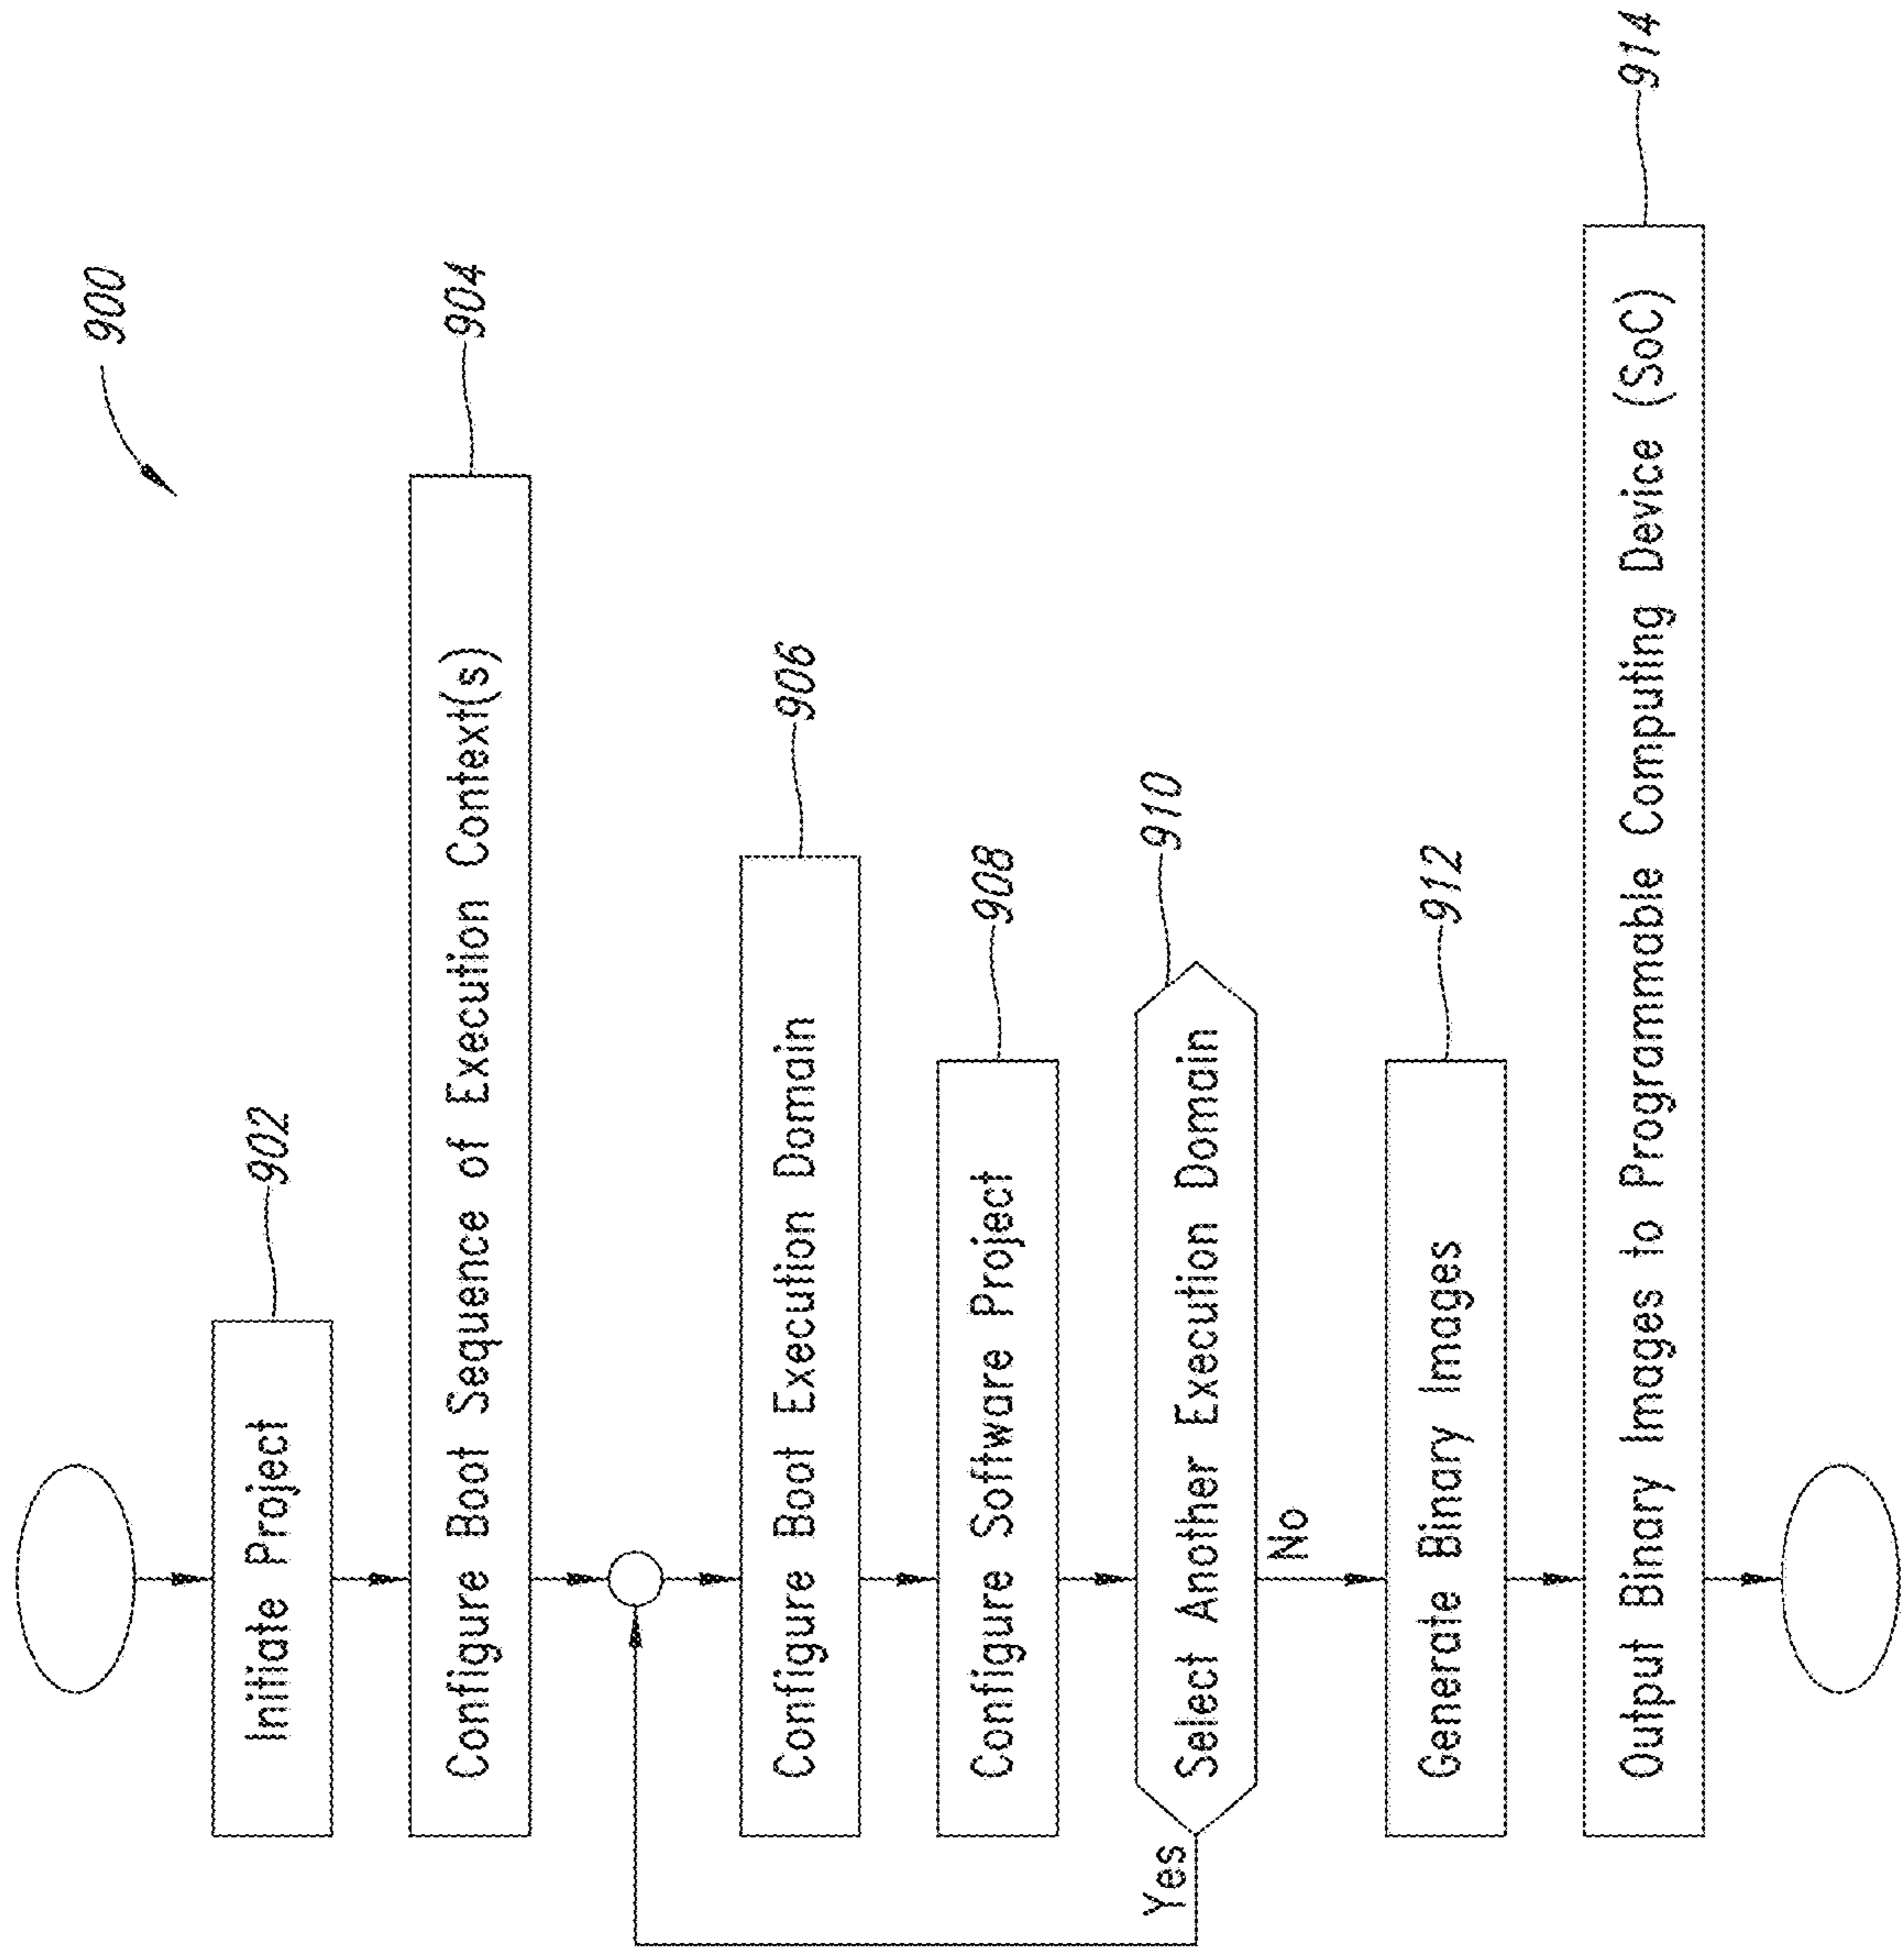 900
Initiate Project
902
Configure Boot Sequence of Execution Context(s)
904
Configure Boot Execution Domain
906
Configure Software Project
908
Select Another Execution Domain
910
Yes
No
Generate Binary Images
912
Output Binary Images to Programmable Computing Device (SoC)
914